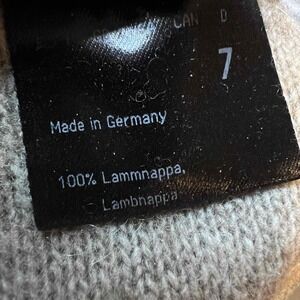 CAN D
7
Made in Germany
100% Lammnappa,
Lambnappa